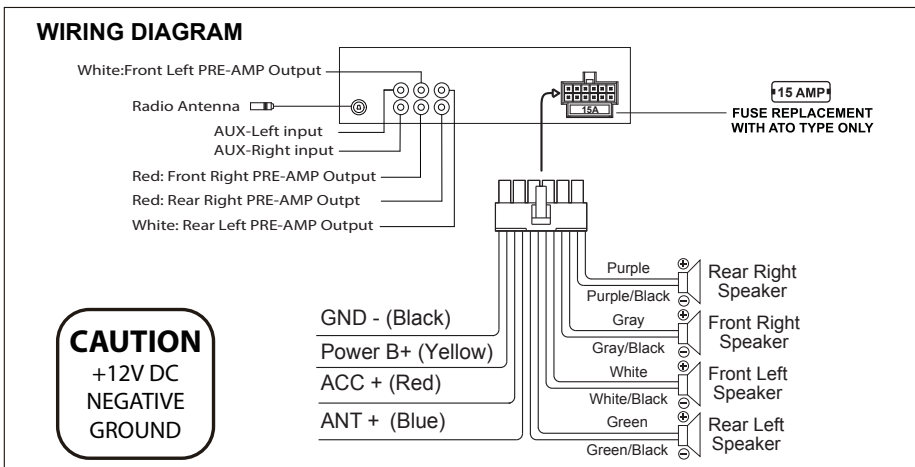 WIRING DIAGRAM
White:Front Left PRE-AMP Output
Radio Antenna
AUX-Left input
AUX-Right input
Red: Front Right PRE-AMP Output
Red: Rear Right PRE-AMP Outpt
White: Rear Left PRE-AMP Output
15A
15 AMP
FUSE REPLACEMENT
WITH ATO TYPE ONLY
CAUTION
+12V DC
NEGATIVE
GROUND
GND - (Black)
Power B+ (Yellow)
ACC + (Red)
ANT + (Blue)
Purple
Purple/Black
Rear Right
Speaker
Gray
Gray/Black
Front Right
Speaker
White
White/Black
Front Left
Speaker
Green
Green/Black
Rear Left
Speaker